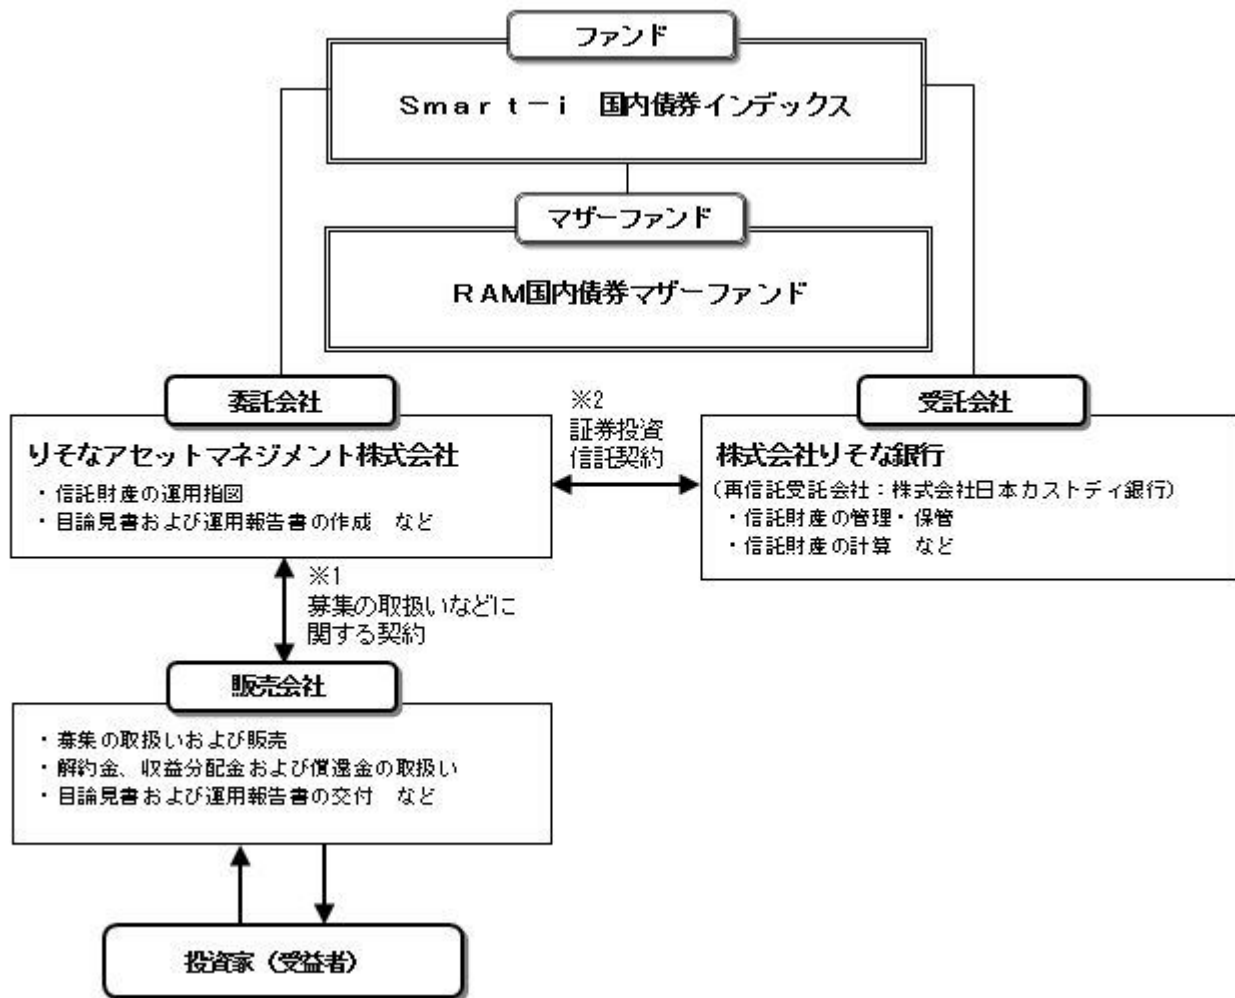 ファンド
Ｓｍａｒｔ－ｉ　国内債券インデックス
マザーファンド
ＲＡＭ国内債券マザーファンド
委託会社
りそなアセットマネジメント株式会社
・信託財産の運用指図
・目論見書および運用報告書の作成　など
※2
証券投資
信託契約
受託会社
株式会社りそな銀行
（再信託受託会社：株式会社日本カストディ銀行）
・信託財産の管理・保管
・信託財産の計算　など
※1
募集の取扱いなどに
関する契約
販売会社
・募集の取扱いおよび販売
・解約金、収益分配金および償還金の取扱い
・目論見書および運用報告書の交付　など
投資家（受益者）